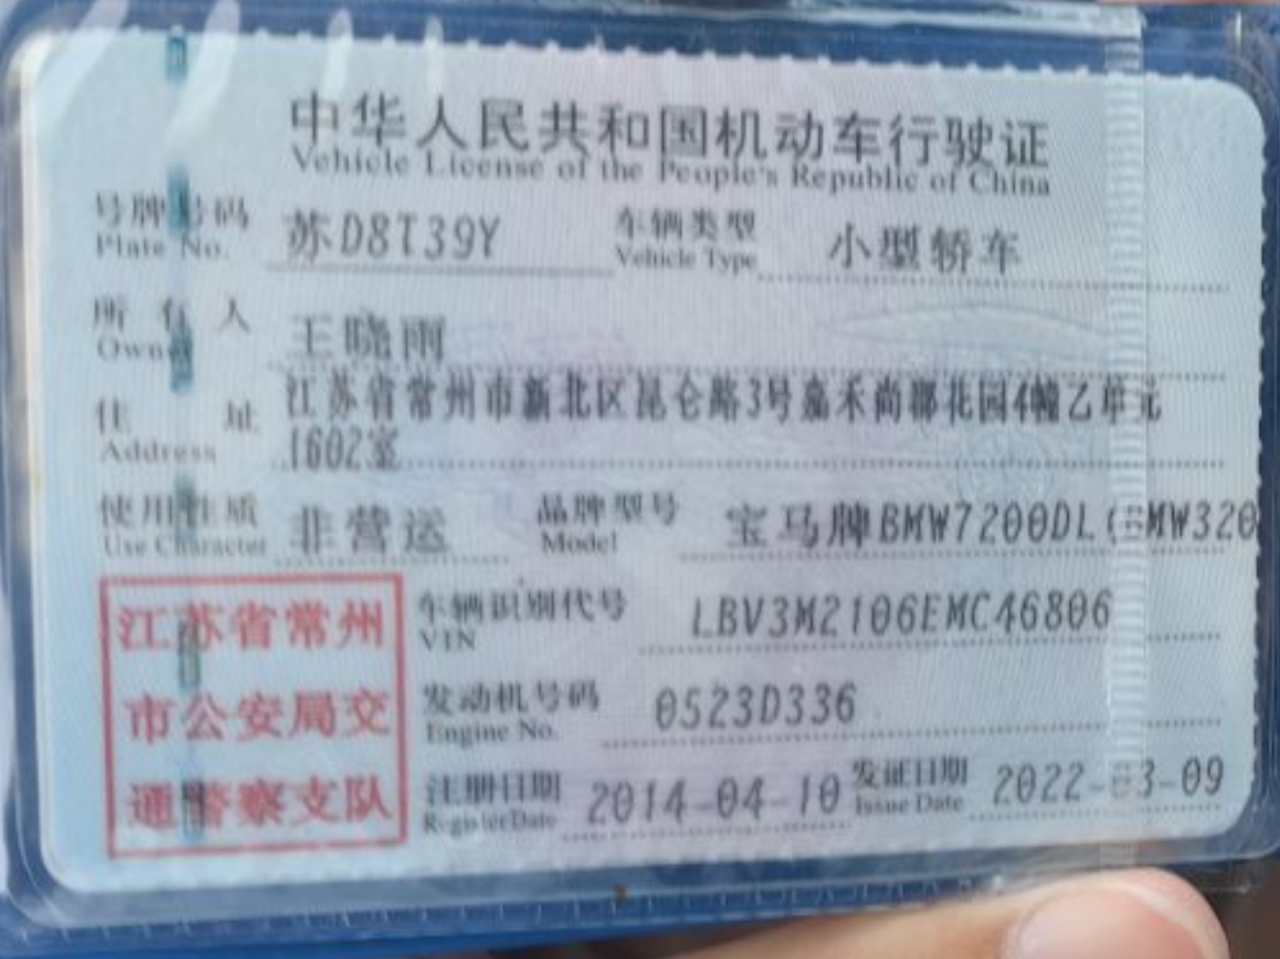 中华人民共和国机动车行驶证
Vehicle License of the People's Republic of China
号牌号码 苏D8T39Y 车辆类型 小型轿车
Plate No. Vehicle Type
所有人 王晓雨
Owner
住址 江苏省常州市新北区昆仑路3号嘉禾尚郡花园4幢乙单元
Address 1602室
使用性质 非营运 品牌型号 宝马牌BMW7200DL(BMW320
Use Character Model
江苏省常州 车辆识别代号 LBV3M2106EMC46806
VIN
市公安局交 发动机号码 0523D336
Engine No.
通警察支队 注册日期 2014-04-10 发证日期 2022-03-09
Register Date Issue Date